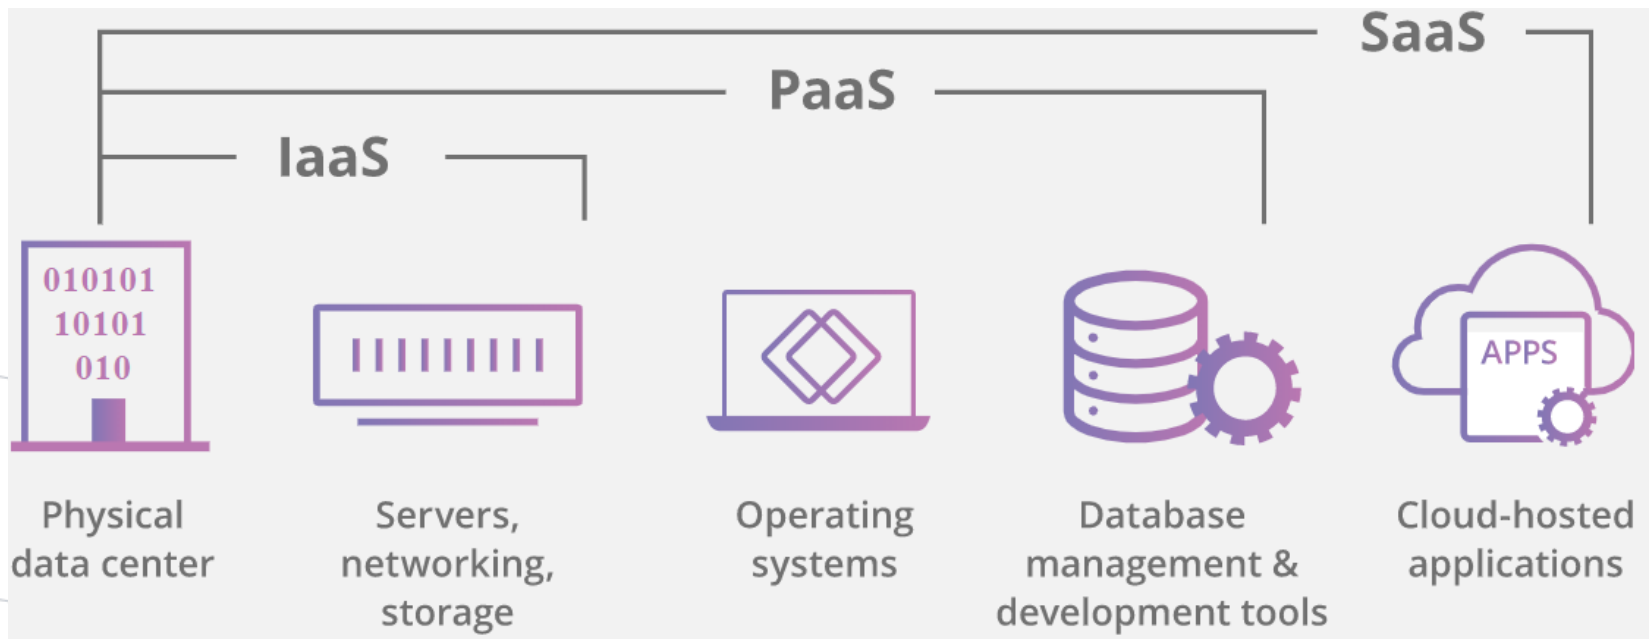 SaaS
PaaS
IaaS
010101
10101
010
APPS
Physical
data center
Servers,
networking,
storage
Operating
systems
Database
management &
development tools
Cloud-hosted
applications